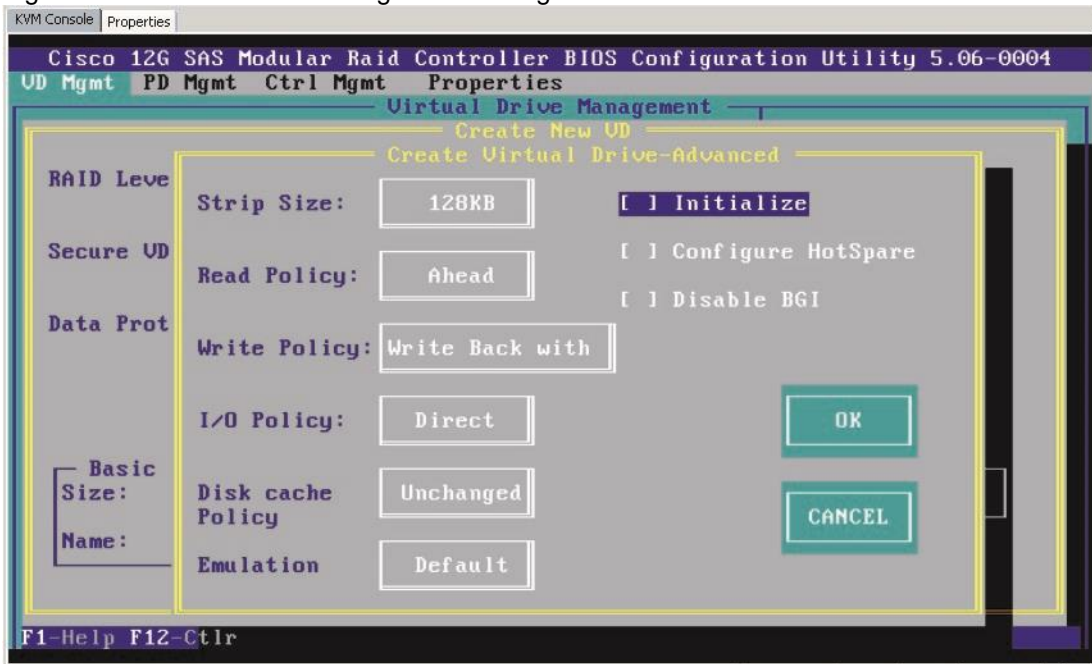 KVM Console Properties
Cisco 12G SAS Modular Raid Controller BIOS Configuration Utility 5.06-0004
VD Mgmt PD Mgmt Ctrl Mgmt Properties
Virtual Drive Management
Create New VD
Create Virtual Drive-Advanced
RAID Leve
Strip Size: 128KB [ ] Initialize
Secure VD [ ] Configure HotSpare
Read Policy: Ahead
[ ] Disable BGI
Data Prot
Write Policy: Write Back with
I/O Policy: Direct OK
Basic
Size: Disk cache Unchanged
Policy CANCEL
Name:
Emulation Default
F1-Help F12-Ctlr